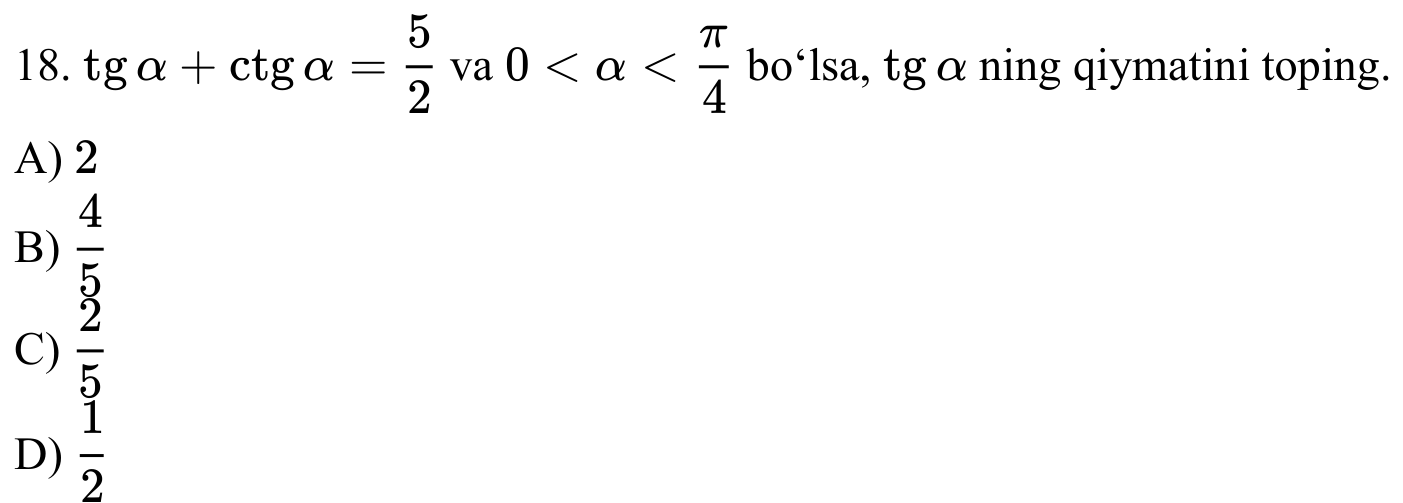 18. tg α + ctg α = 5/2 va 0 < α < π/4 bo‘lsa, tg α ning qiymatini toping.
A) 2
B) 4/5
C) 2/5
D) 1/2